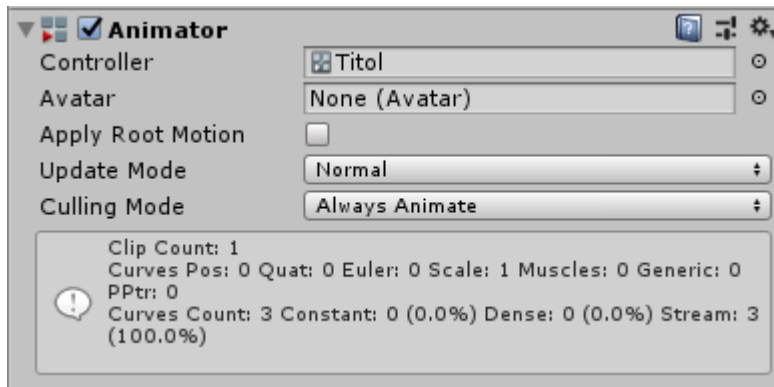 Animator
Controller Titol
Avatar None (Avatar)
Apply Root Motion
Update Mode Normal
Culling Mode Always Animate
Clip Count: 1
Curves Pos: 0 Quat: 0 Euler: 0 Scale: 1 Muscles: 0 Generic: 0
PPtr: 0
Curves Count: 3 Constant: 0 (0.0%) Dense: 0 (0.0%) Stream: 3
(100.0%)